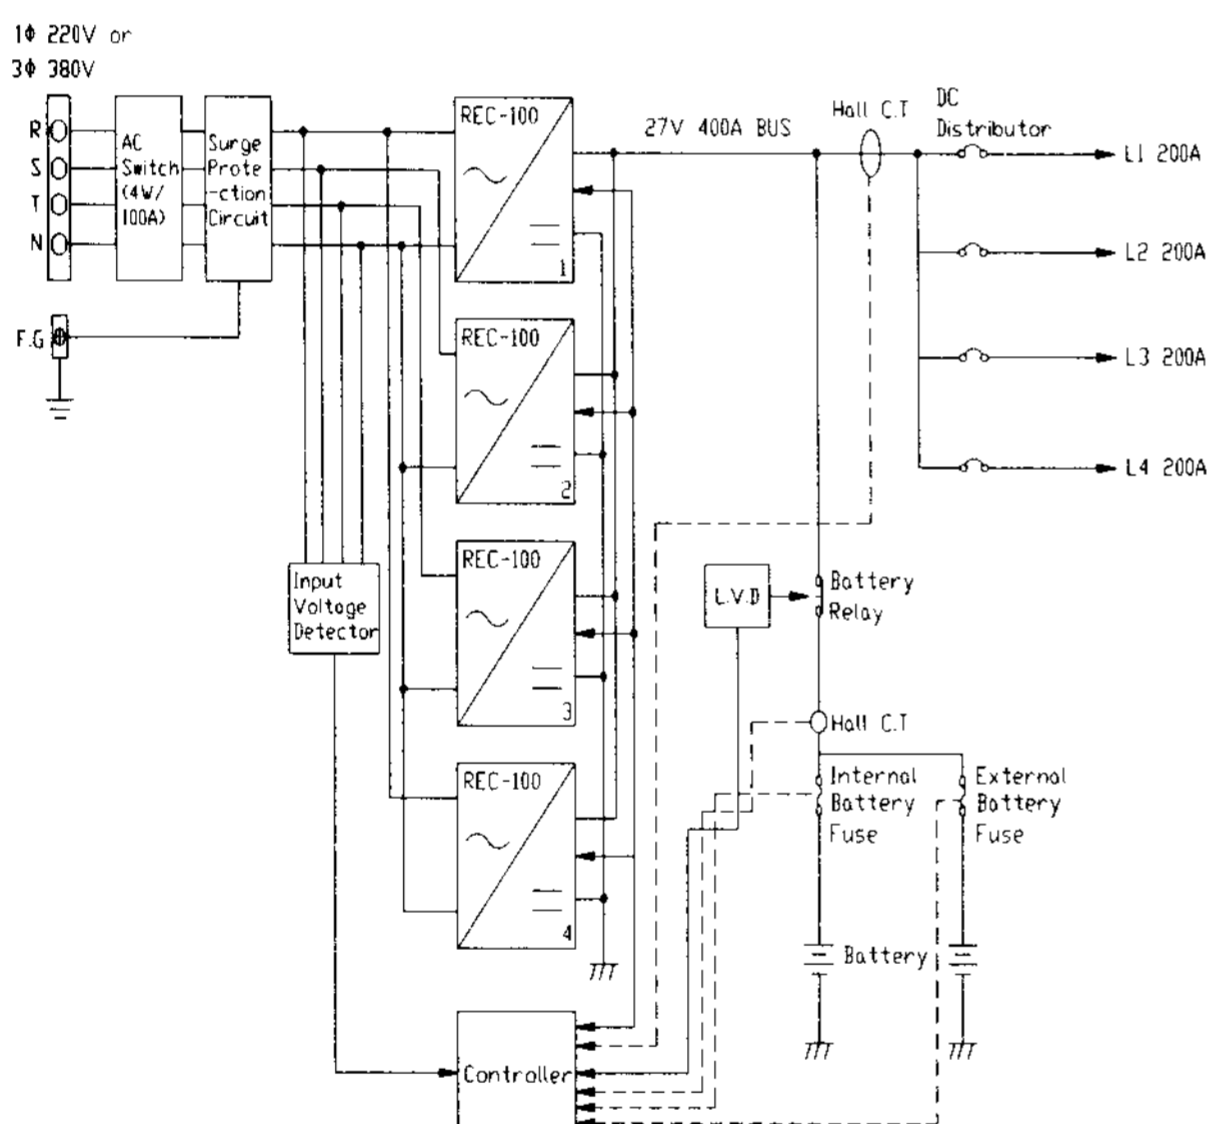 1Φ 220V or
3Φ 380V
R
S
T
N
F.G
AC
Switch
(4W/
100A)
Surge
Prote
-ction
Circuit
REC-100
1
REC-100
2
REC-100
3
REC-100
4
27V 400A BUS
Hall C.T
DC
Distributor
L1 200A
L2 200A
L3 200A
L4 200A
Input
Voltage
Detector
L.V.D
Battery
Relay
Hall C.T
Internal
Battery
Fuse
External
Battery
Fuse
Battery
Controller